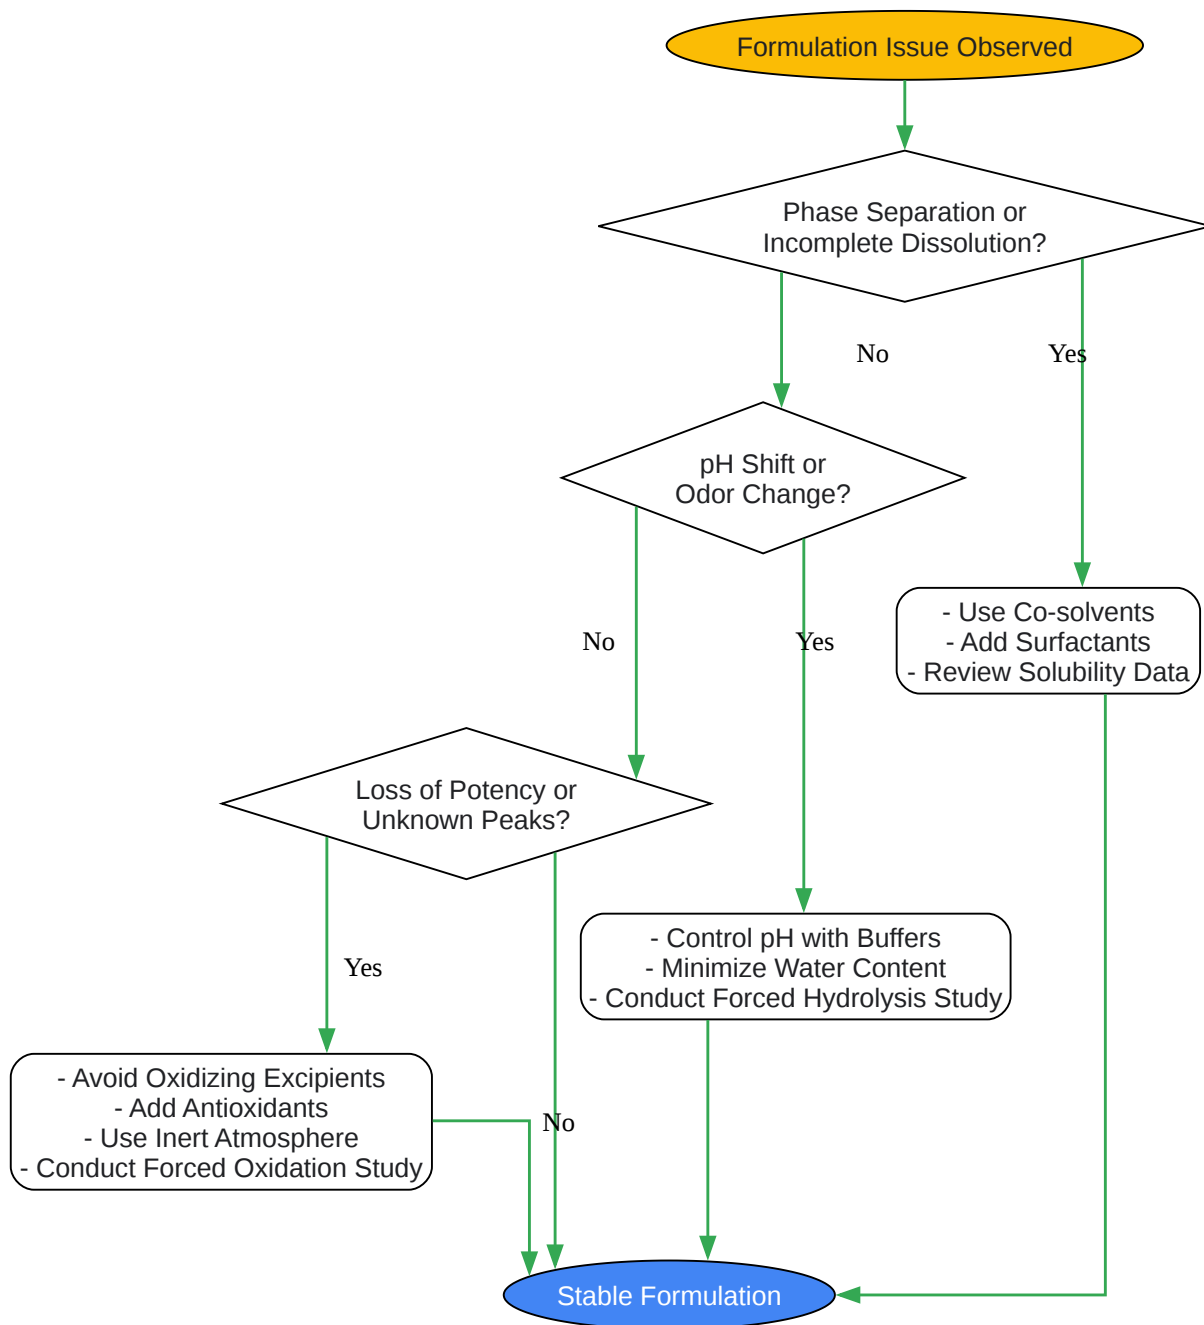 Formulation Issue Observed
Phase Separation or
Incomplete Dissolution?
No
Yes
pH Shift or
Odor Change?
- Use Co-solvents
- Add Surfactants
- Review Solubility Data
No
Yes
Loss of Potency or
Unknown Peaks?
- Control pH with Buffers
- Minimize Water Content
- Conduct Forced Hydrolysis Study
Yes
No
- Avoid Oxidizing Excipients
- Add Antioxidants
- Use Inert Atmosphere
- Conduct Forced Oxidation Study
Stable Formulation